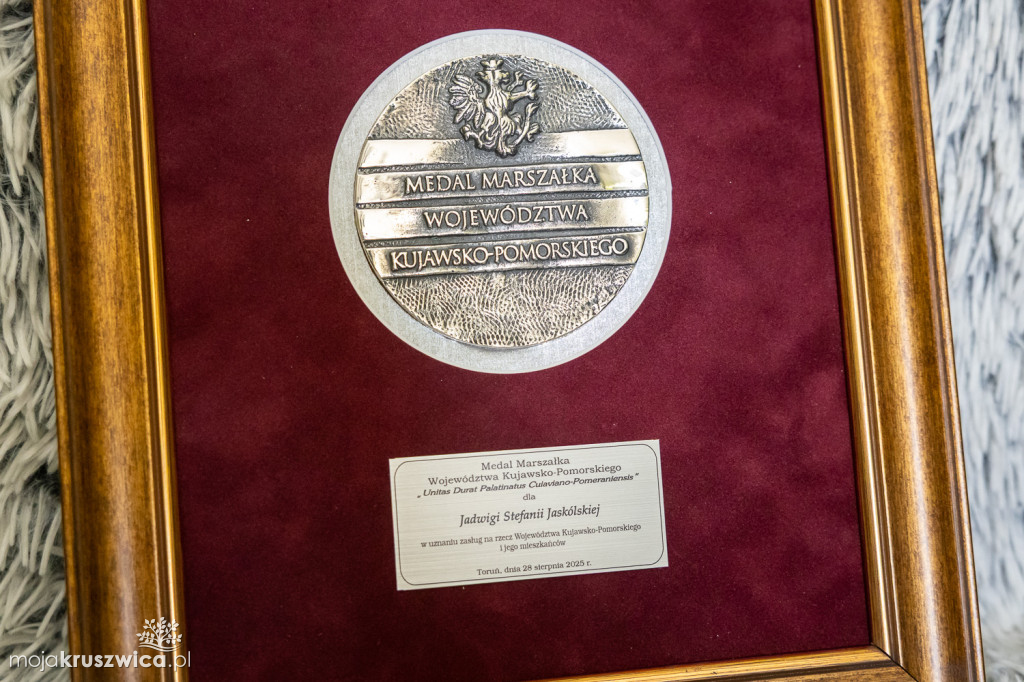 MEDAL MARSZAŁKA
WOJEWÓDZTWA
KUJAWSKO-POMORSKIEGO
Medal Marszałka
Województwa Kujawsko-Pomorskiego
„Unitas Durat Palatinatus Cuiaviano-Pomeraniensis”
dla
Jadwigi Stefanii Jaskólskiej
w uznaniu zasług na rzecz Województwa Kujawsko-Pomorskiego
i jego mieszkańców
Toruń, dnia 28 sierpnia 2025 r.
mojakruszwica.pl